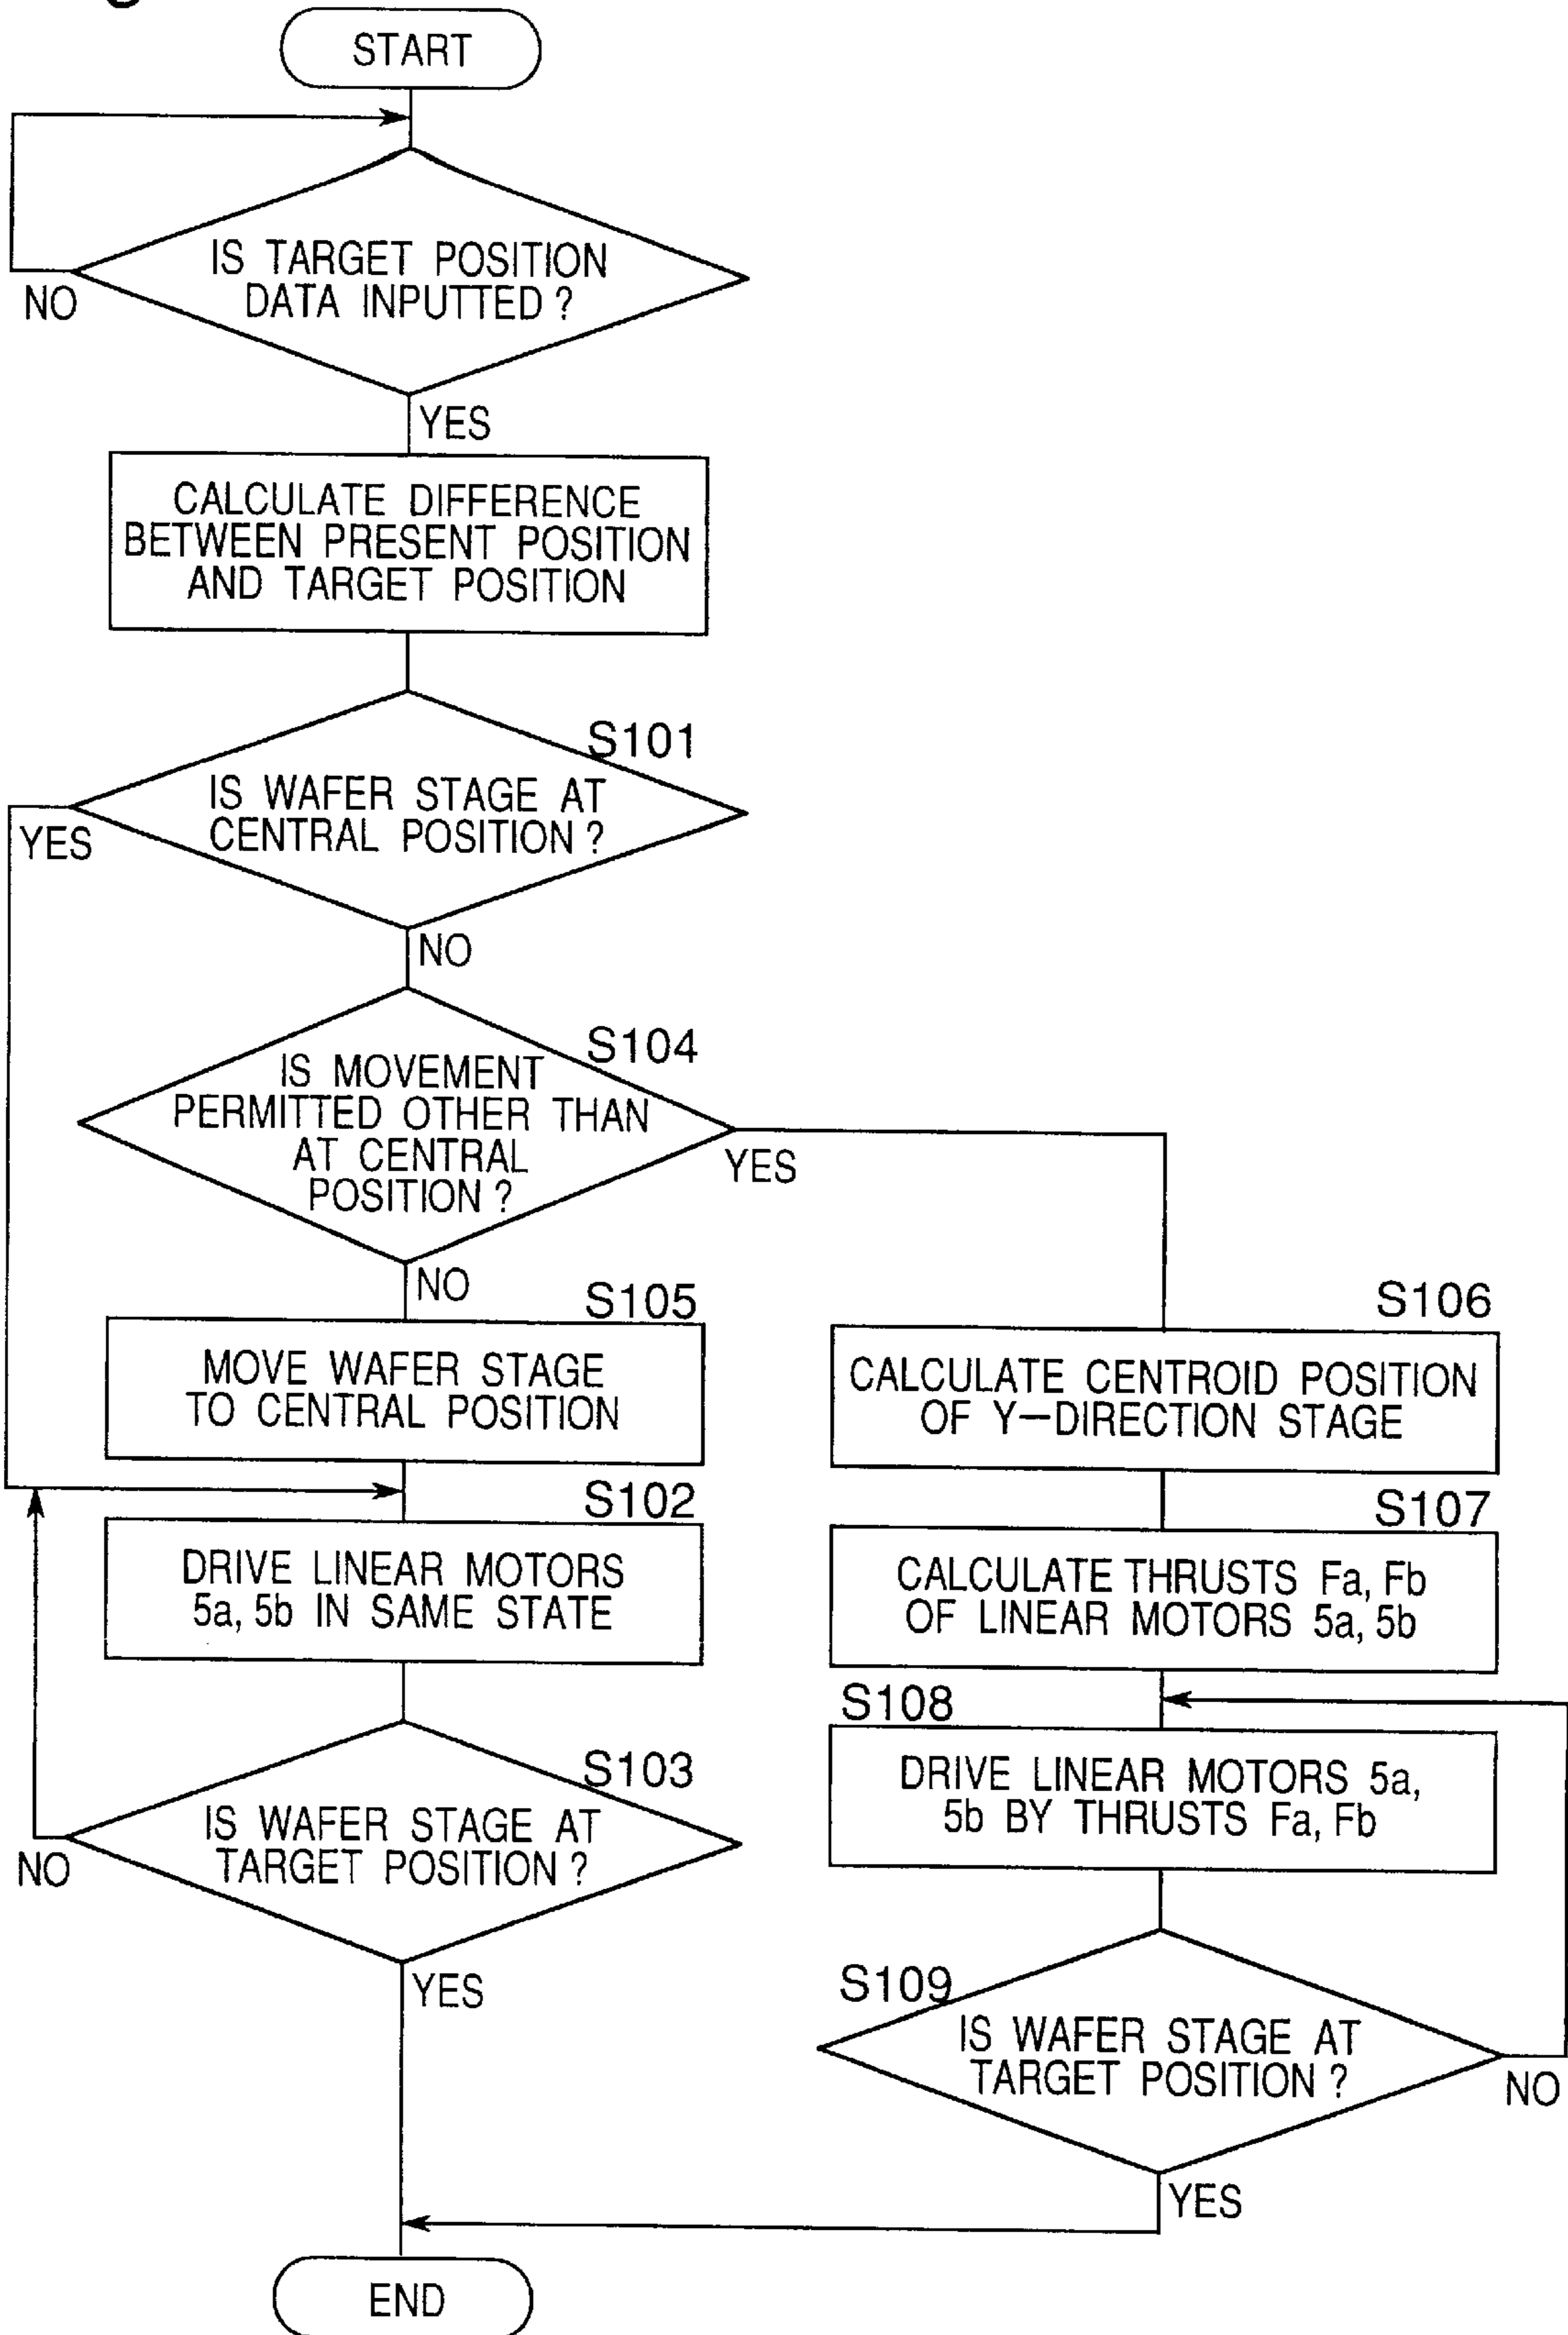 START
IS TARGET POSITION
DATA INPUTTED ?
NO
YES
CALCULATE DIFFERENCE
BETWEEN PRESENT POSITION
AND TARGET POSITION
S101
IS WAFER STAGE AT
CENTRAL POSITION ?
YES
NO
S104
IS MOVEMENT
PERMITTED OTHER THAN
AT CENTRAL
POSITION ?
YES
NO
S105
MOVE WAFER STAGE
TO CENTRAL POSITION
S102
DRIVE LINEAR MOTORS
5a, 5b IN SAME STATE
S103
IS WAFER STAGE AT
TARGET POSITION ?
NO
YES
S106
CALCULATE CENTROID POSITION
OF Y-DIRECTION STAGE
S107
CALCULATE THRUSTS Fa, Fb
OF LINEAR MOTORS 5a, 5b
S108
DRIVE LINEAR MOTORS 5a,
5b BY THRUSTS Fa, Fb
S109
IS WAFER STAGE AT
TARGET POSITION ?
NO
YES
END